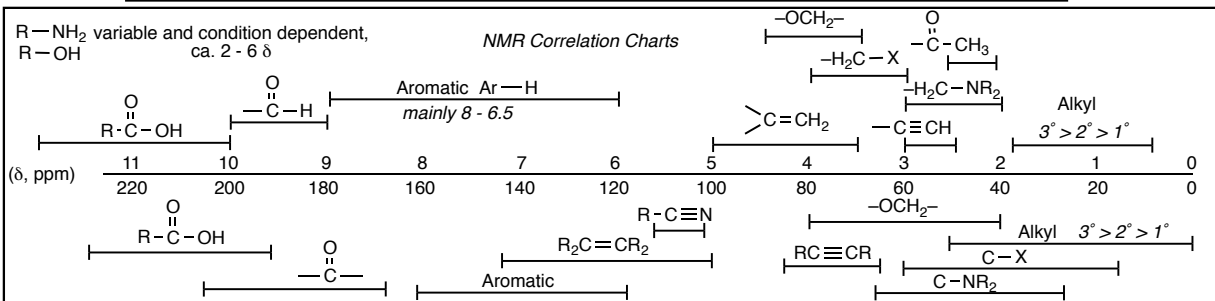 R—NH₂ variable and condition dependent,
R—OH ca. 2 - 6 δ
NMR Correlation Charts
–OCH₂–
O
–C–CH₃
–H₂C–X
–H₂C–NR₂
O
—C—H
Aromatic Ar—H
mainly 8 - 6.5
C=CH₂
—C≡CH
Alkyl
3° > 2° > 1°
O
R-C-OH
(δ, ppm)
11 10 9 8 7 6 5 4 3 2 1 0
220 200 180 160 140 120 100 80 60 40 20 0
O
R-C-OH
O
—C—
R-C≡N
R₂C=CR₂
Aromatic
–OCH₂–
RC≡CR
Alkyl 3° > 2° > 1°
C–X
C–NR₂